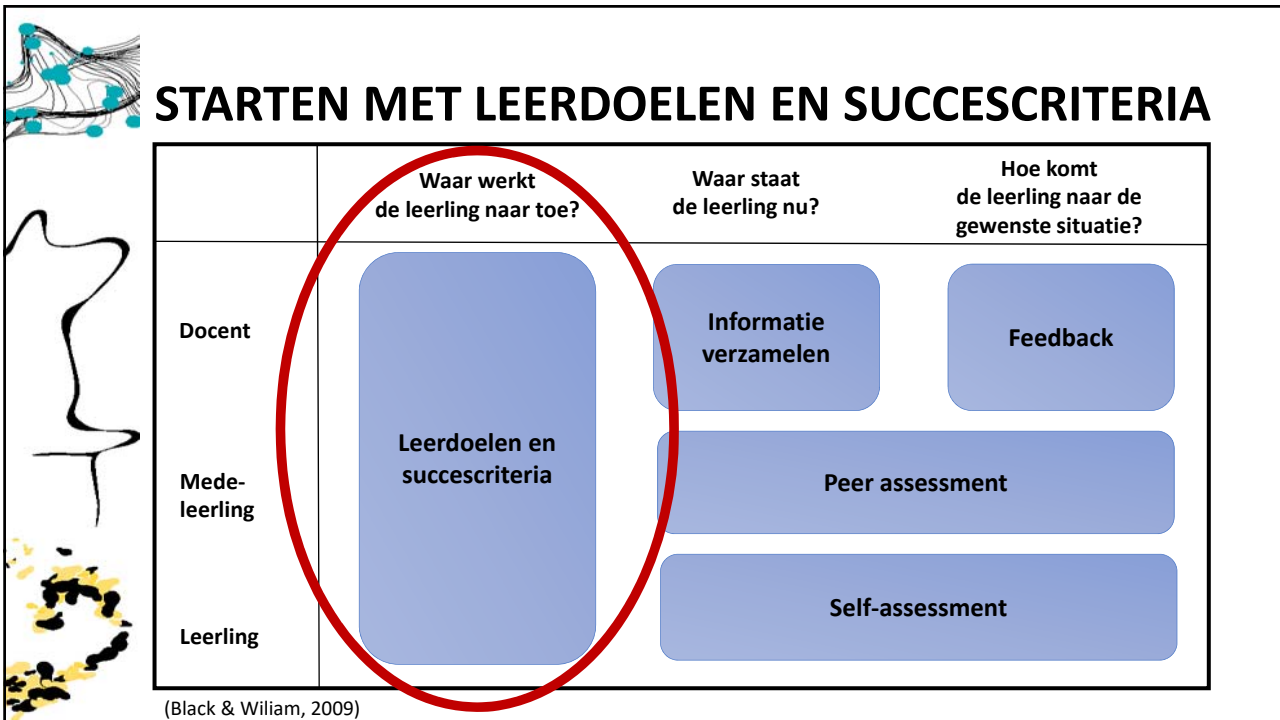 STARTEN MET LEERDOELEN EN SUCCESCRITERIA
Waar werkt
de leerling naar toe?
Waar staat
de leerling nu?
Hoe komt
de leerling naar de
gewenste situatie?
Docent
Informatie
verzamelen
Feedback
Leerdoelen en
succescriteria
Mede-
leerling
Peer assessment
Leerling
Self-assessment
(Black & Wiliam, 2009)